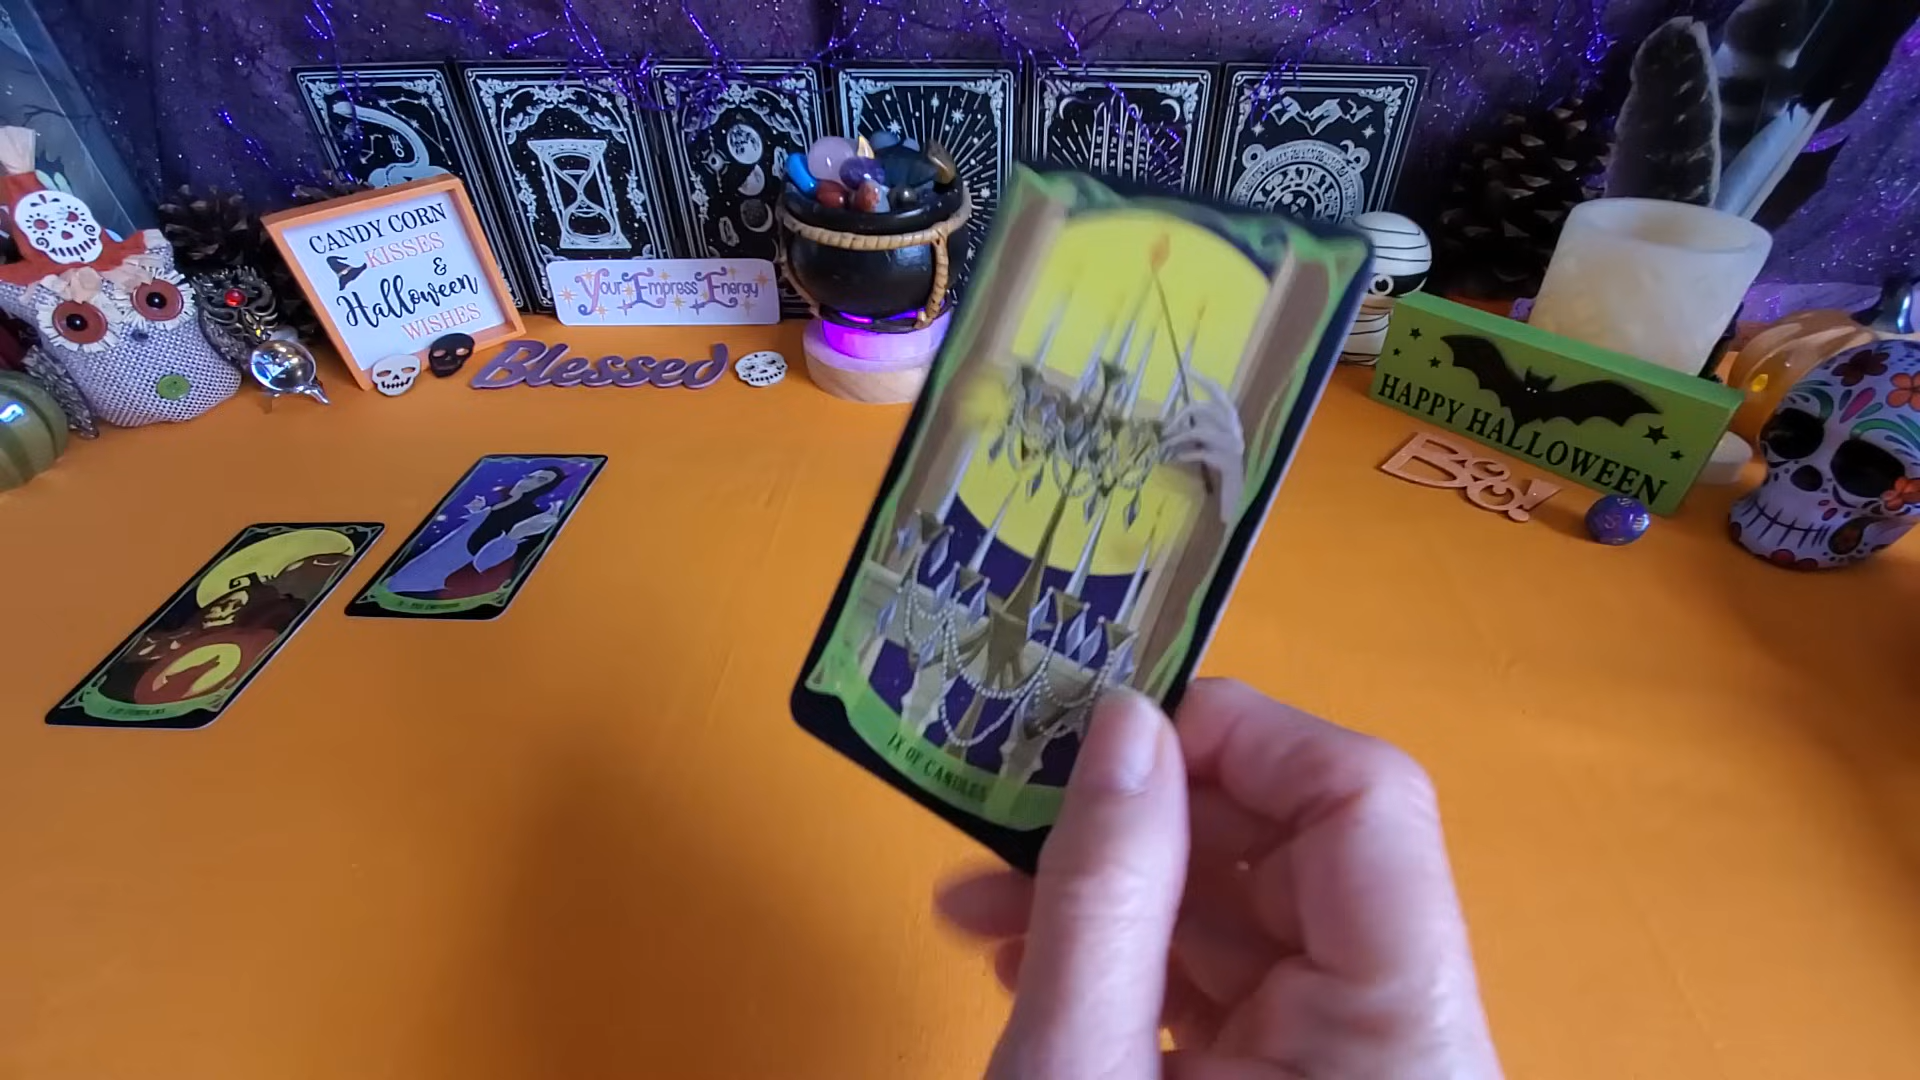 CANDY CORN
KISSES
&
Halloween
WISHES
Your Empress Energy
Blessed
HAPPY HALLOWEEN
BOO!
IX OF CANDLES